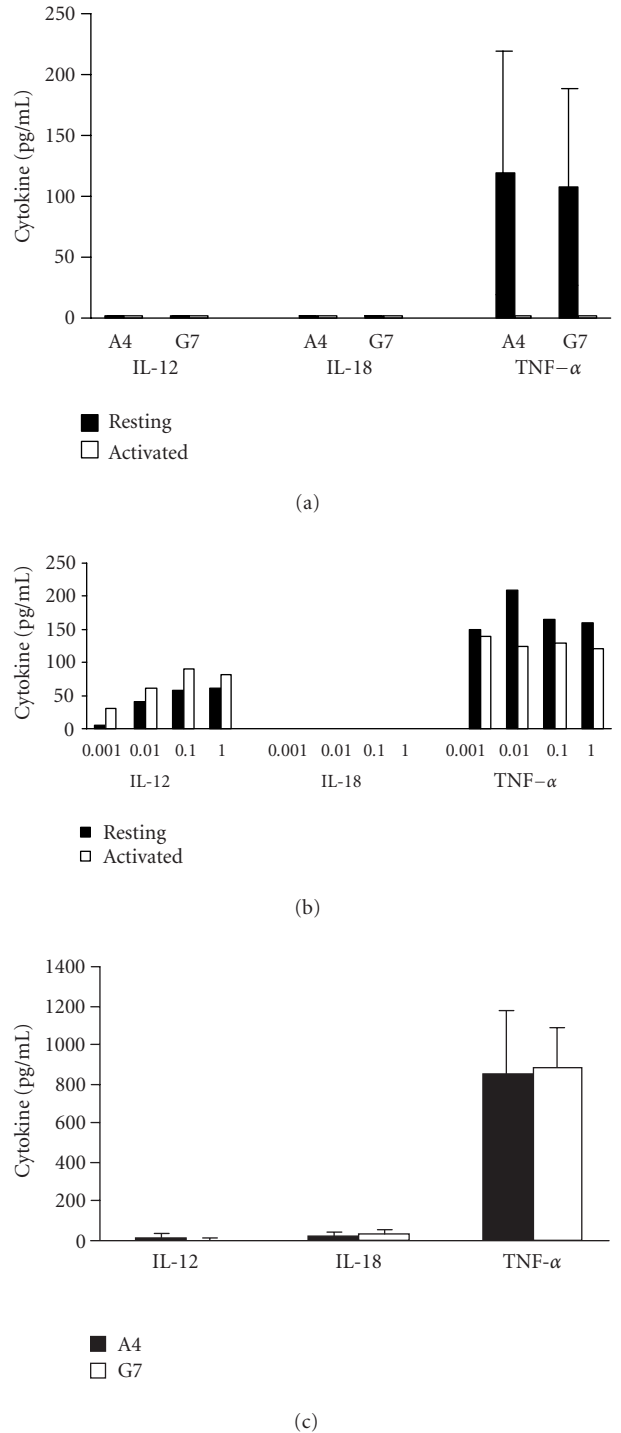 250
200
150
100
50
0
Cytokine (pg/mL)
A4 G7 A4 G7 A4 G7
IL-12 IL-18 TNF−α
Resting
Activated
(a)
250
200
150
100
50
0
Cytokine (pg/mL)
0.001 0.01 0.1 1 0.001 0.01 0.1 1 0.001 0.01 0.1 1
IL-12 IL-18 TNF−α
Resting
Activated
(b)
1400
1200
1000
800
600
400
200
0
Cytokine (pg/mL)
IL-12 IL-18 TNF-α
A4
G7
(c)